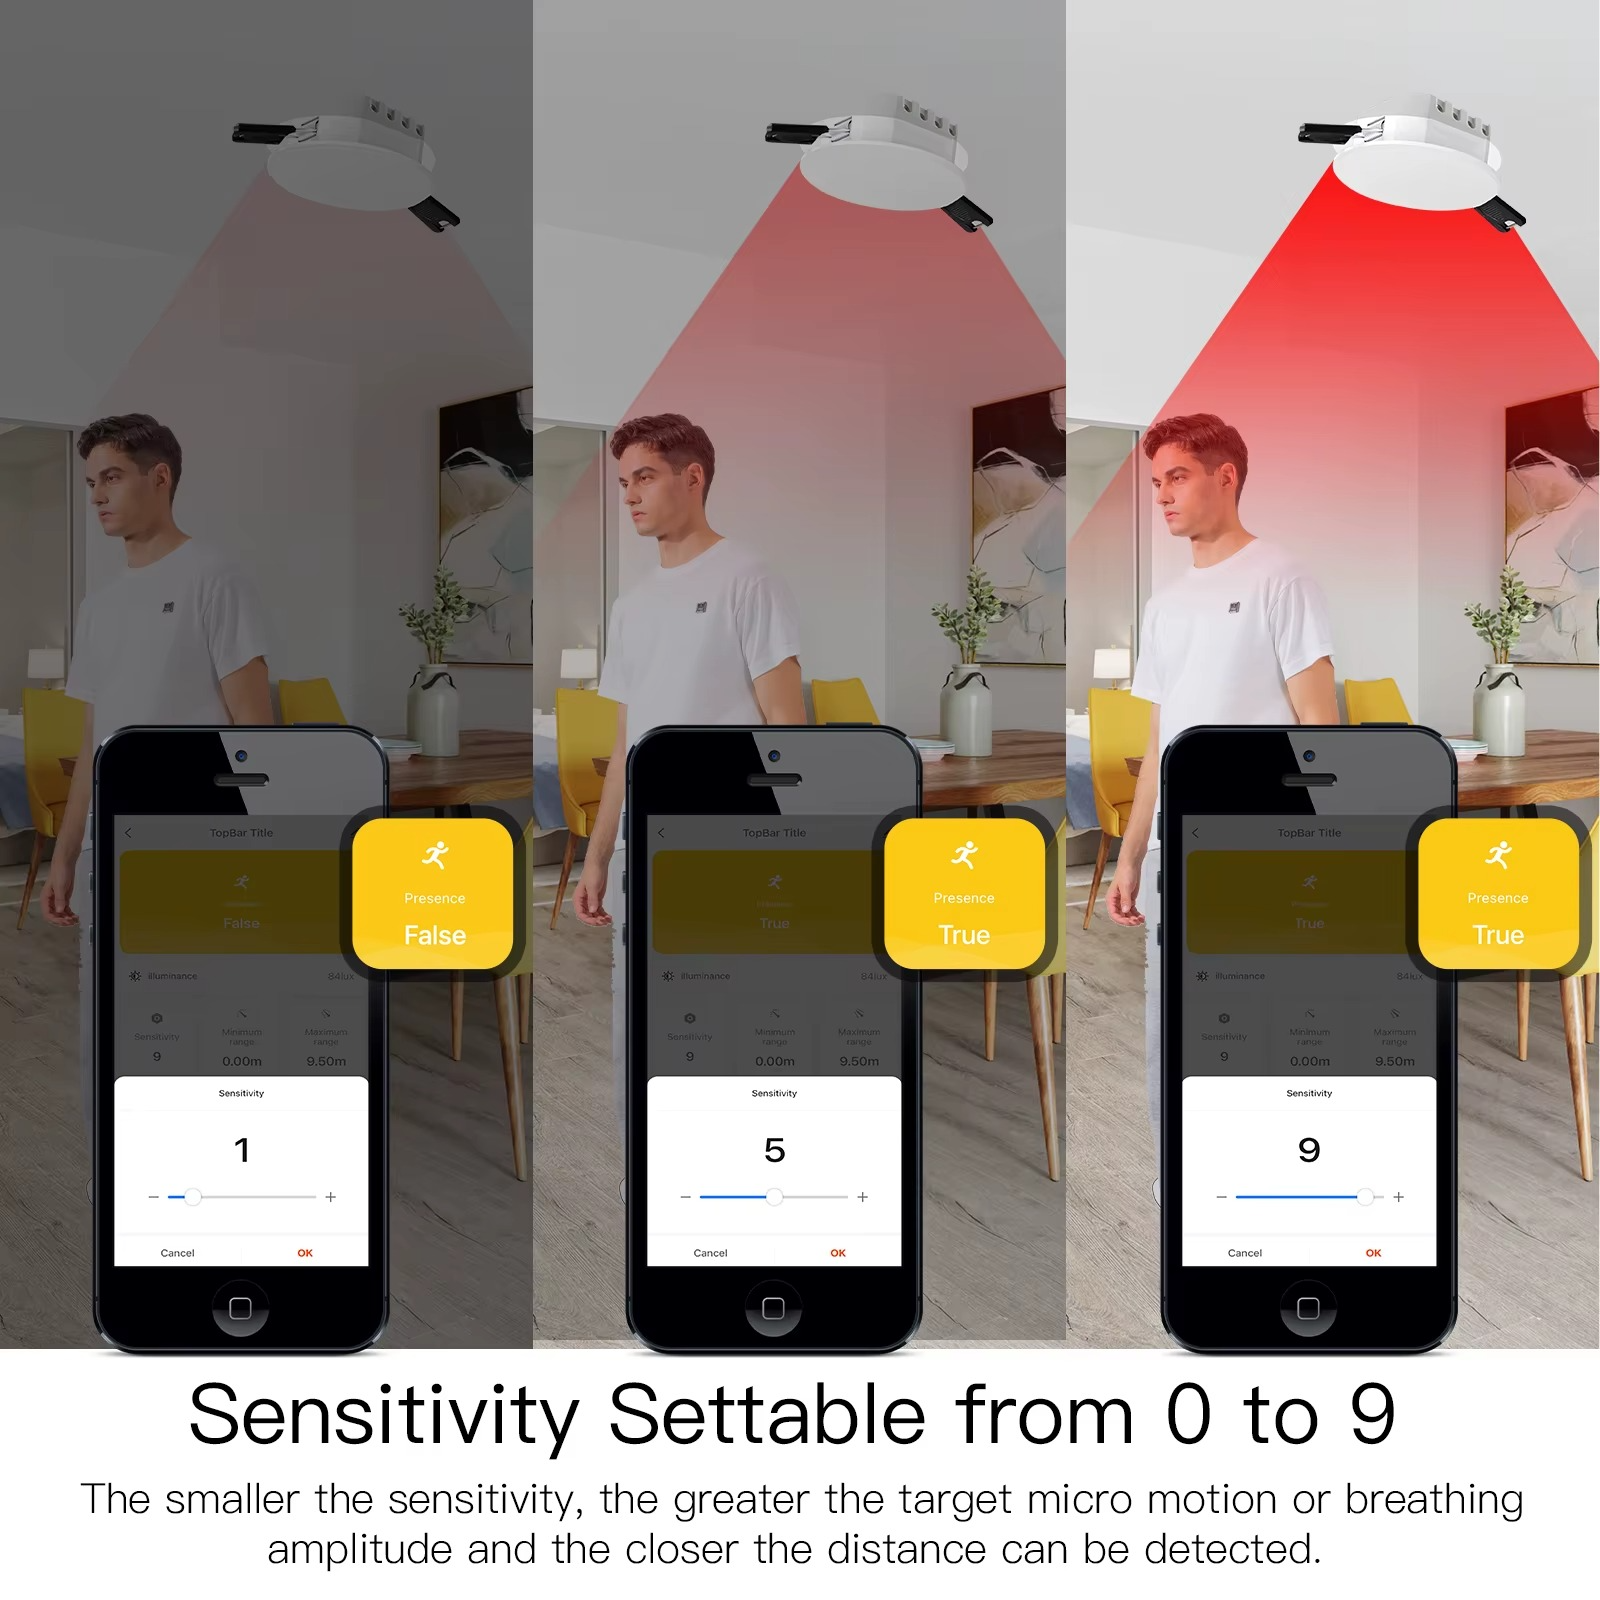 TopBar Title
False
Presence
False
illuminance
84lux
Sensitivity
9
Minimum
range
0.00m
Maximum
range
9.50m
Sensitivity
1
Cancel
OK
TopBar Title
True
Presence
True
illuminance
84lux
Sensitivity
9
Minimum
range
0.00m
Maximum
range
9.50m
Sensitivity
5
Cancel
OK
TopBar Title
True
Presence
True
illuminance
84lux
Sensitivity
9
Minimum
range
0.00m
Maximum
range
9.50m
Sensitivity
9
Cancel
OK
Sensitivity Settable from 0 to 9
The smaller the sensitivity, the greater the target micro motion or breathing
amplitude and the closer the distance can be detected.